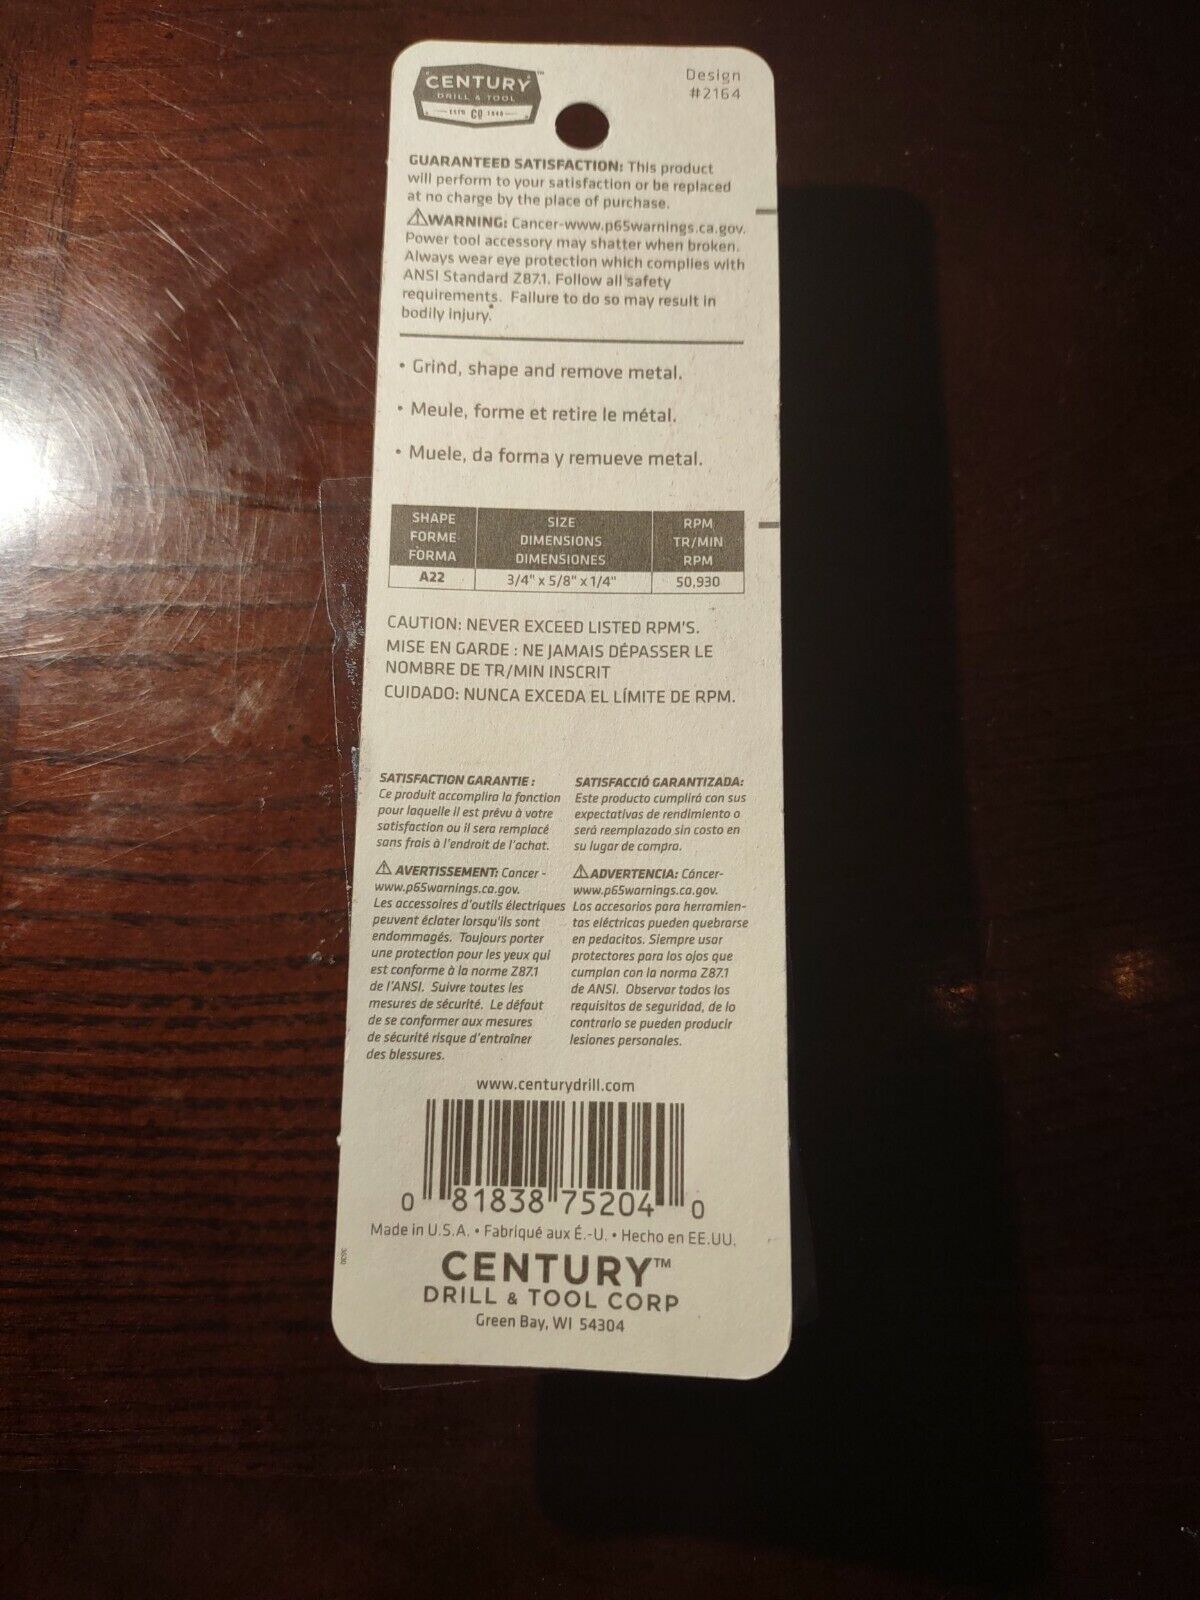 CENTURY™
DRILL & TOOL
ESTD CO 1940
Design
#2164
GUARANTEED SATISFACTION: This product
will perform to your satisfaction or be replaced
at no charge by the place of purchase.
⚠WARNING: Cancer-www.p65warnings.ca.gov.
Power tool accessory may shatter when broken.
Always wear eye protection which complies with
ANSI Standard Z87.1. Follow all safety
requirements. Failure to do so may result in
bodily injury.
• Grind, shape and remove metal.
• Meule, forme et retire le métal.
• Muele, da forma y remueve metal.
SHAPE SIZE RPM
FORME DIMENSIONS TR/MIN
FORMA DIMENSIONES RPM
A22 3/4" x 5/8" x 1/4" 50,930
CAUTION: NEVER EXCEED LISTED RPM'S.
MISE EN GARDE : NE JAMAIS DÉPASSER LE
NOMBRE DE TR/MIN INSCRIT
CUIDADO: NUNCA EXCEDA EL LÍMITE DE RPM.
SATISFACTION GARANTIE :
Ce produit accomplira la fonction
pour laquelle il est prévu à votre
satisfaction ou il sera remplacé
sans frais à l'endroit de l'achat.
⚠ AVERTISSEMENT: Cancer -
www.p65warnings.ca.gov.
Les accessoires d'outils électriques
peuvent éclater lorsqu'ils sont
endommagés. Toujours porter
une protection pour les yeux qui
est conforme à la norme Z87.1
de l'ANSI. Suivre toutes les
mesures de sécurité. Le défaut
de se conformer aux mesures
de sécurité risque d'entraîner
des blessures.
SATISFACCIÓ GARANTIZADA:
Este producto cumplirá con sus
expectativas de rendimiento o
será reemplazado sin costo en
su lugar de compra.
⚠ADVERTENCIA: Cáncer-
www.p65warnings.ca.gov.
Los accesorios para herramien-
tas eléctricas pueden quebrarse
en pedacitos. Siempre usar
protectores para los ojos que
cumplan con la norma Z87.1
de ANSI. Observar todos los
requisitos de seguridad, de lo
contrario se pueden producir
lesiones personales.
www.centurydrill.com
0 81838 75204 0
Made in U.S.A. • Fabriqué aux É.-U. • Hecho en EE.UU.
CENTURY™
DRILL & TOOL CORP
Green Bay, WI 54304